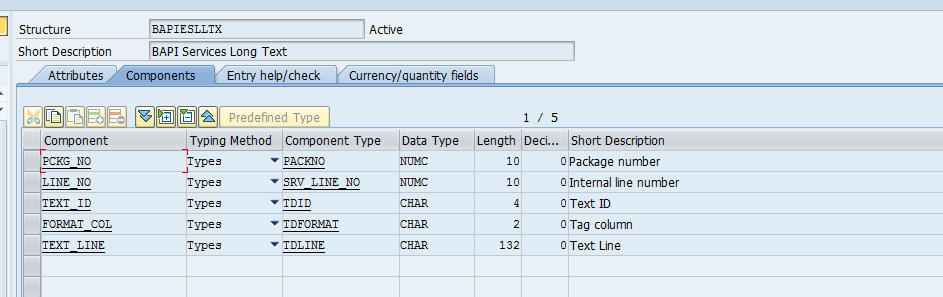 Structure BAPIESLLTX Active
Short Description BAPI Services Long Text
Attributes Components Entry help/check Currency/quantity fields
Predefined Type 1 / 5
Component Typing Method Component Type Data Type Length Deci... Short Description
PCKG_NO Types PACKNO NUMC 10 0 Package number
LINE_NO Types SRV_LINE_NO NUMC 10 0 Internal line number
TEXT_ID Types TDID CHAR 4 0 Text ID
FORMAT_COL Types TDFORMAT CHAR 2 0 Tag column
TEXT_LINE Types TDLINE CHAR 132 0 Text Line